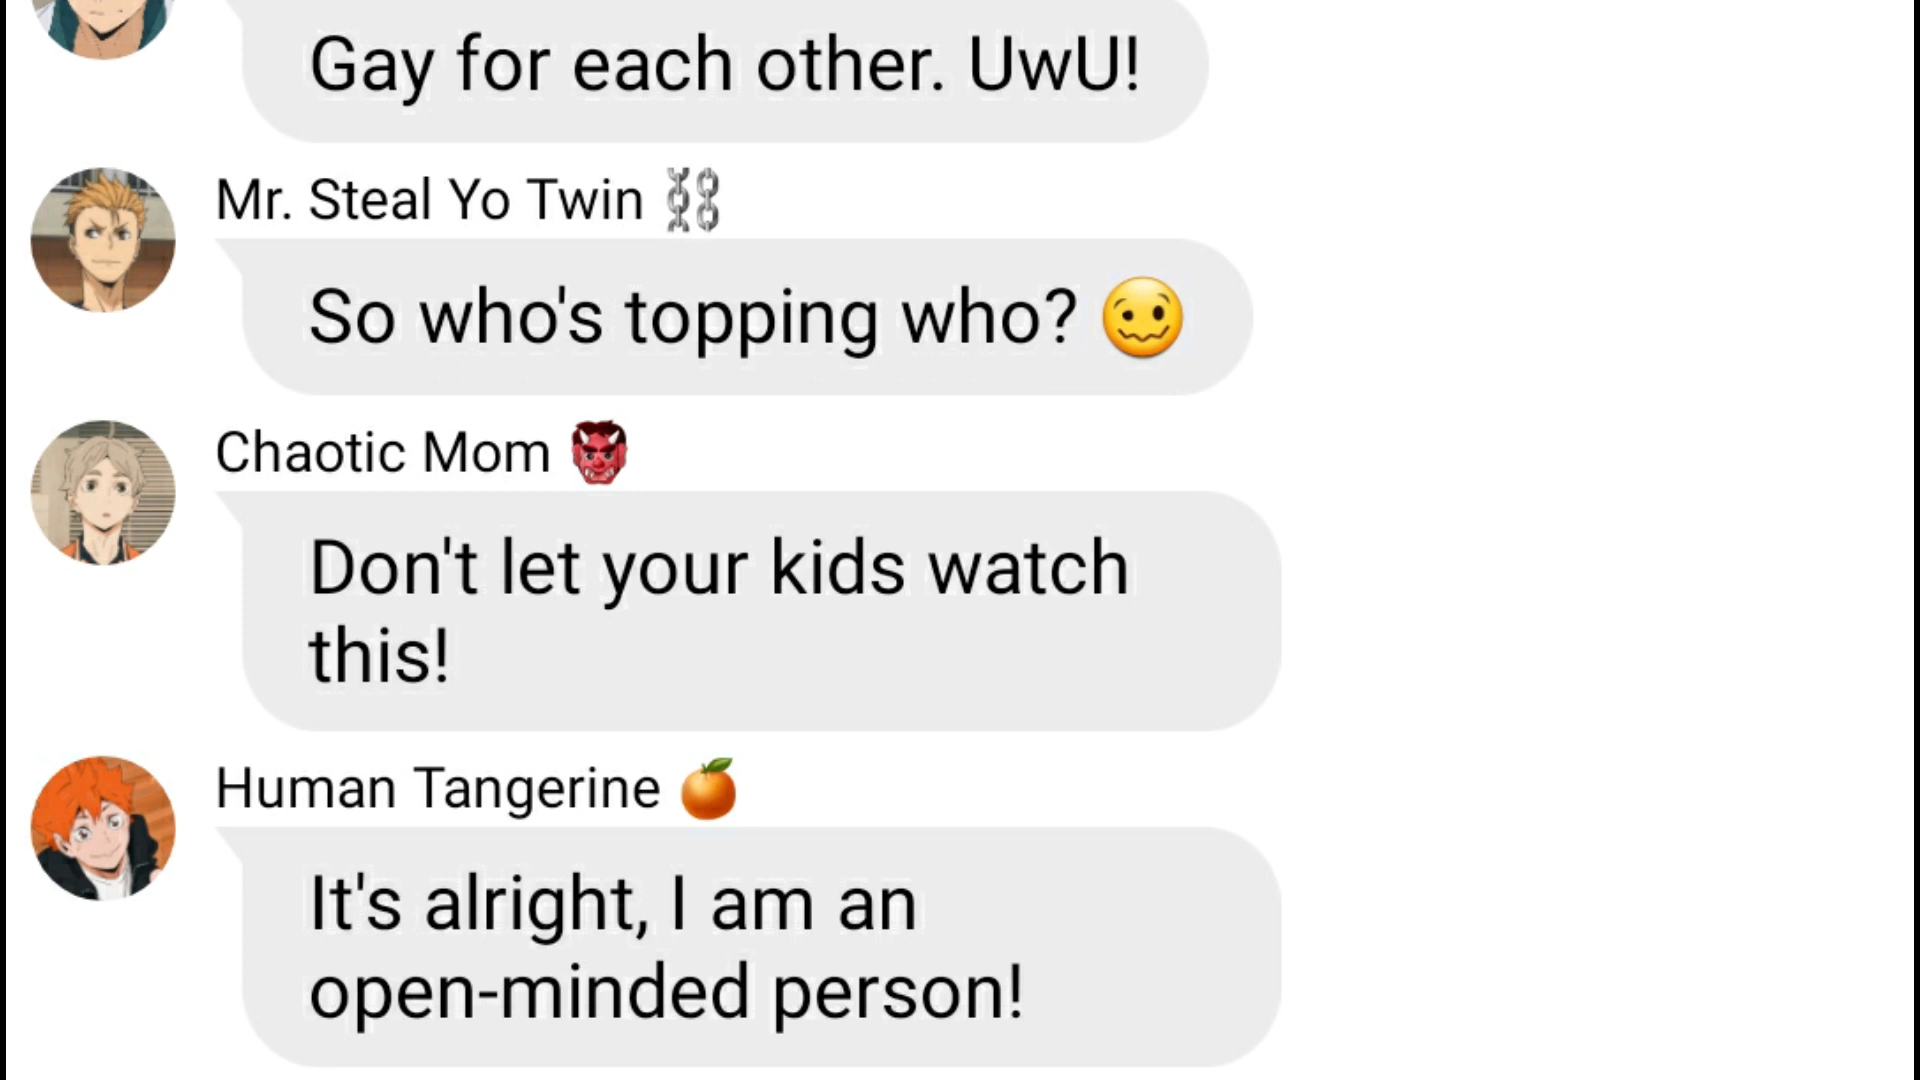 Gay for each other. UwU!
Mr. Steal Yo Twin ⛓️
So who's topping who? 🥴
Chaotic Mom 👹
Don't let your kids watch
this!
Human Tangerine 🍊
It's alright, I am an
open-minded person!